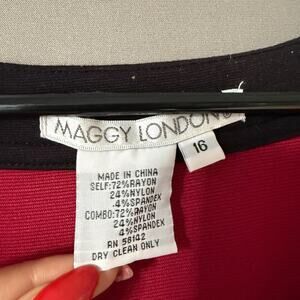 MAGGY LONDON®
16
MADE IN CHINA
SELF:72%RAYON
24%NYLON
.4%SPANDEX
COMBO:72%RAYON
24%NYLON
4%SPANDEX
RN 58142
DRY CLEAN ONLY